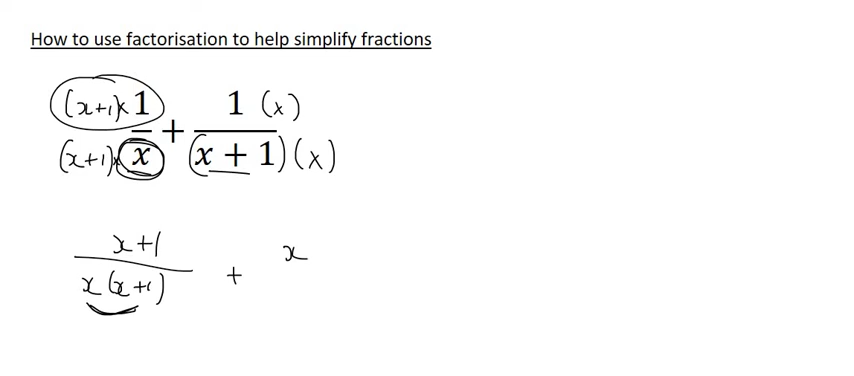 How to use factorisation to help simplify fractions
(x+1)× 1 + 1 (x)
(x+1)× x (x + 1)(x)
x+1 + x
x(x+1)